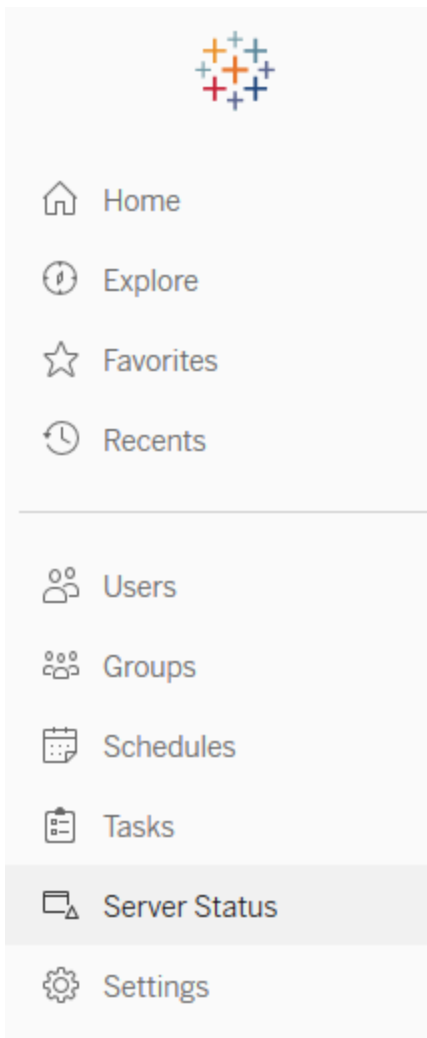 Home
Explore
Favorites
Recents
Users
Groups
Schedules
Tasks
Server Status
Settings